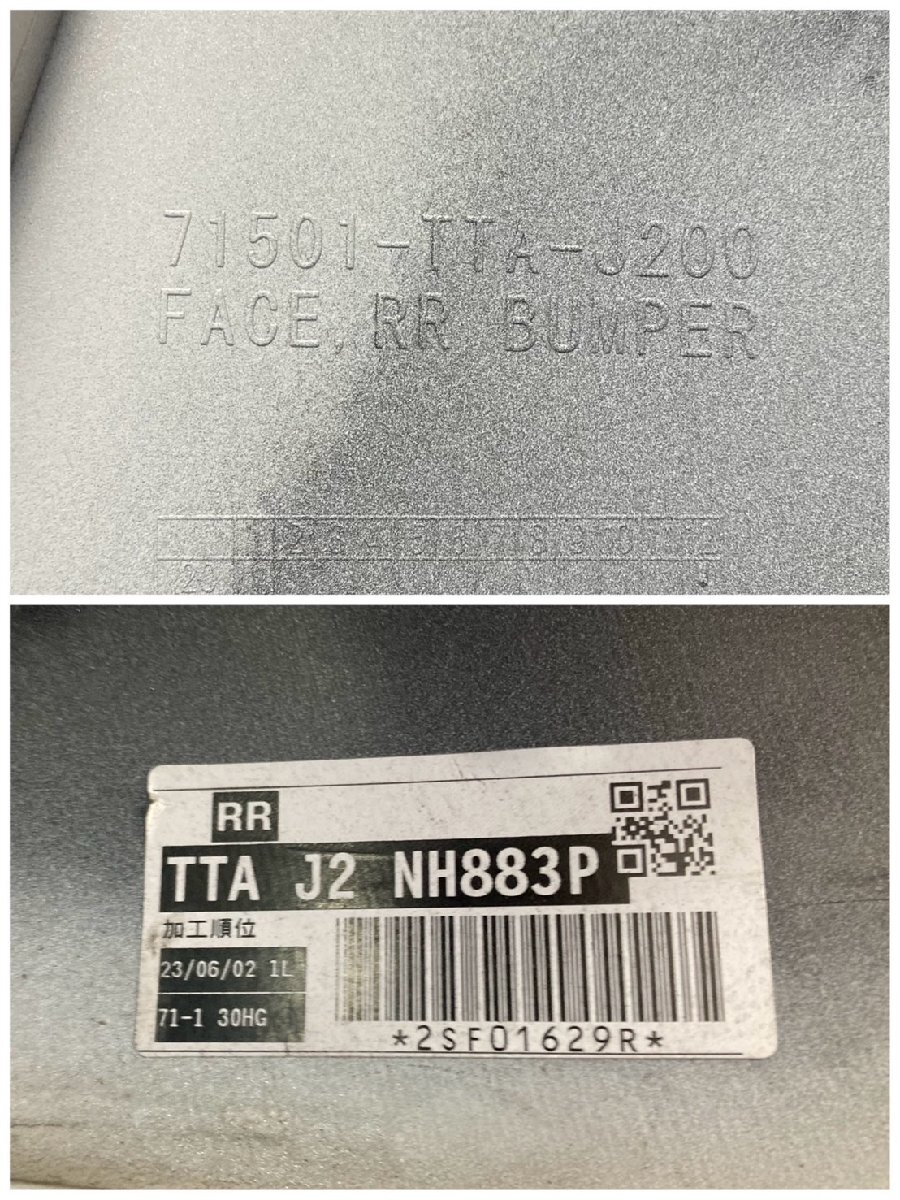 71501-TTA-J200
FACE, RR BUMPER
23
RR
TTA J2 NH883P
加工順位
23/06/02 1L
71-1 30HG
*2SF01629R*